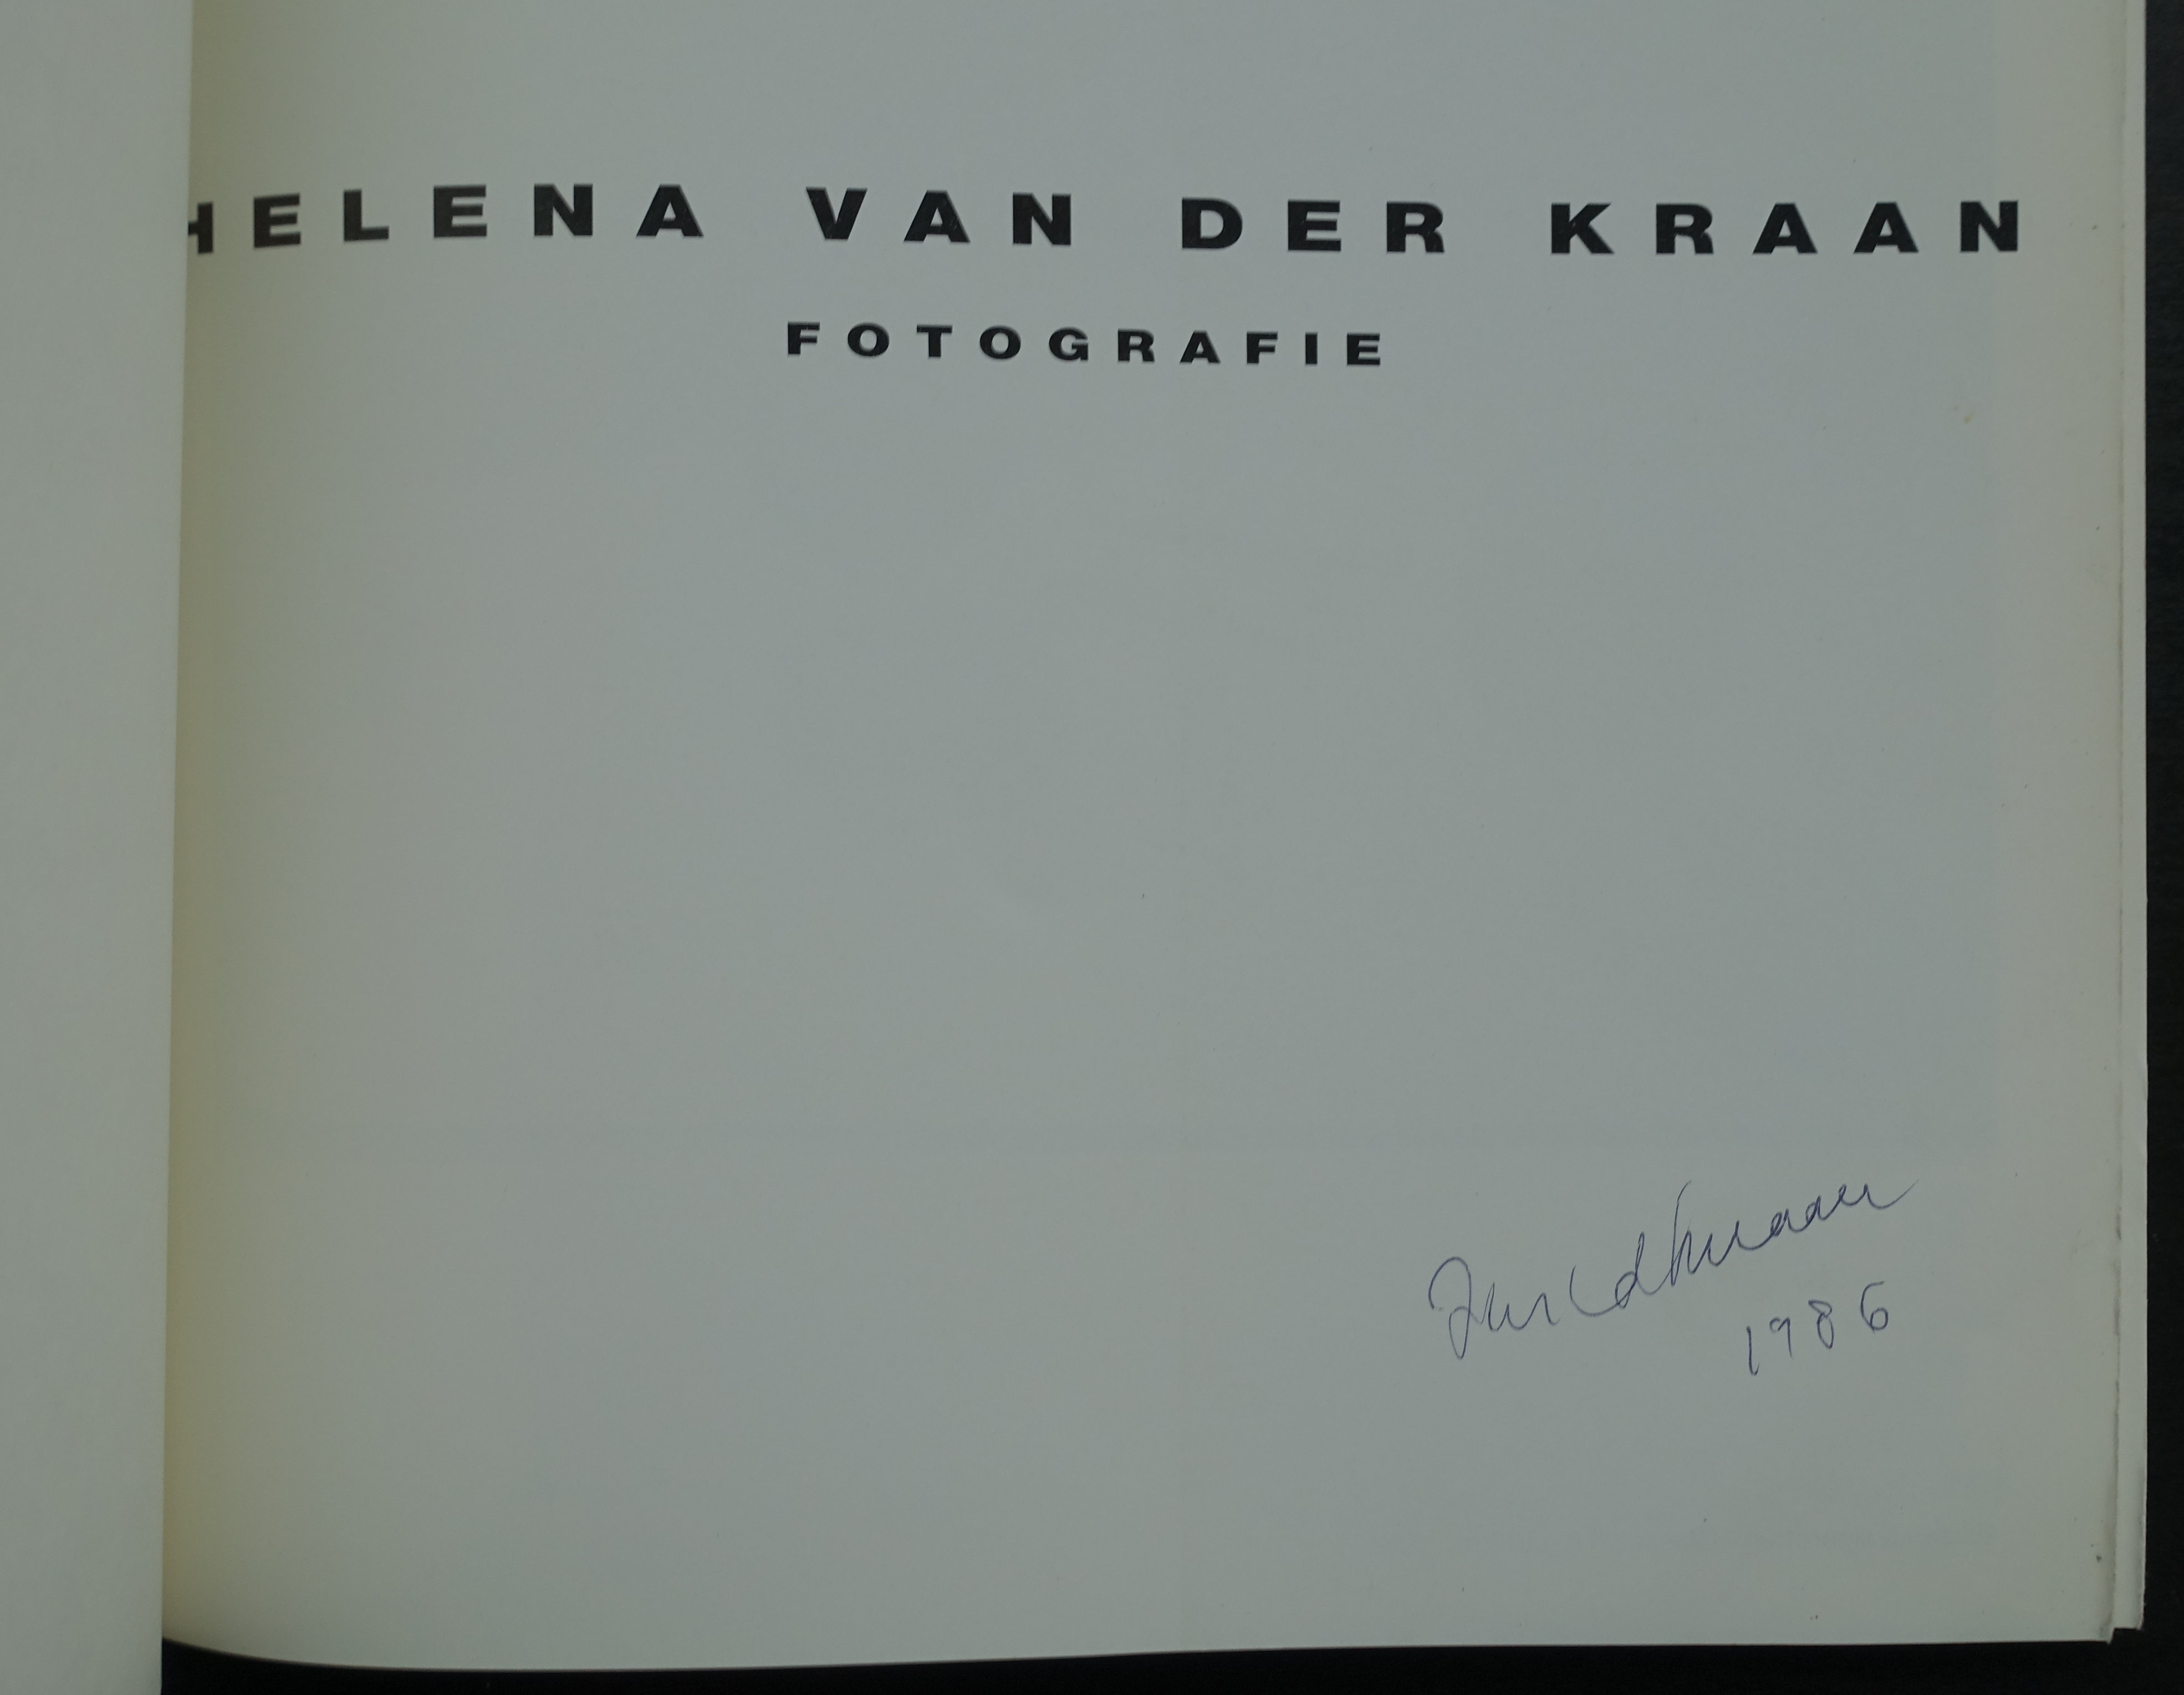 HELENA VAN DER KRAAN
FOTOGRAFIE
1986